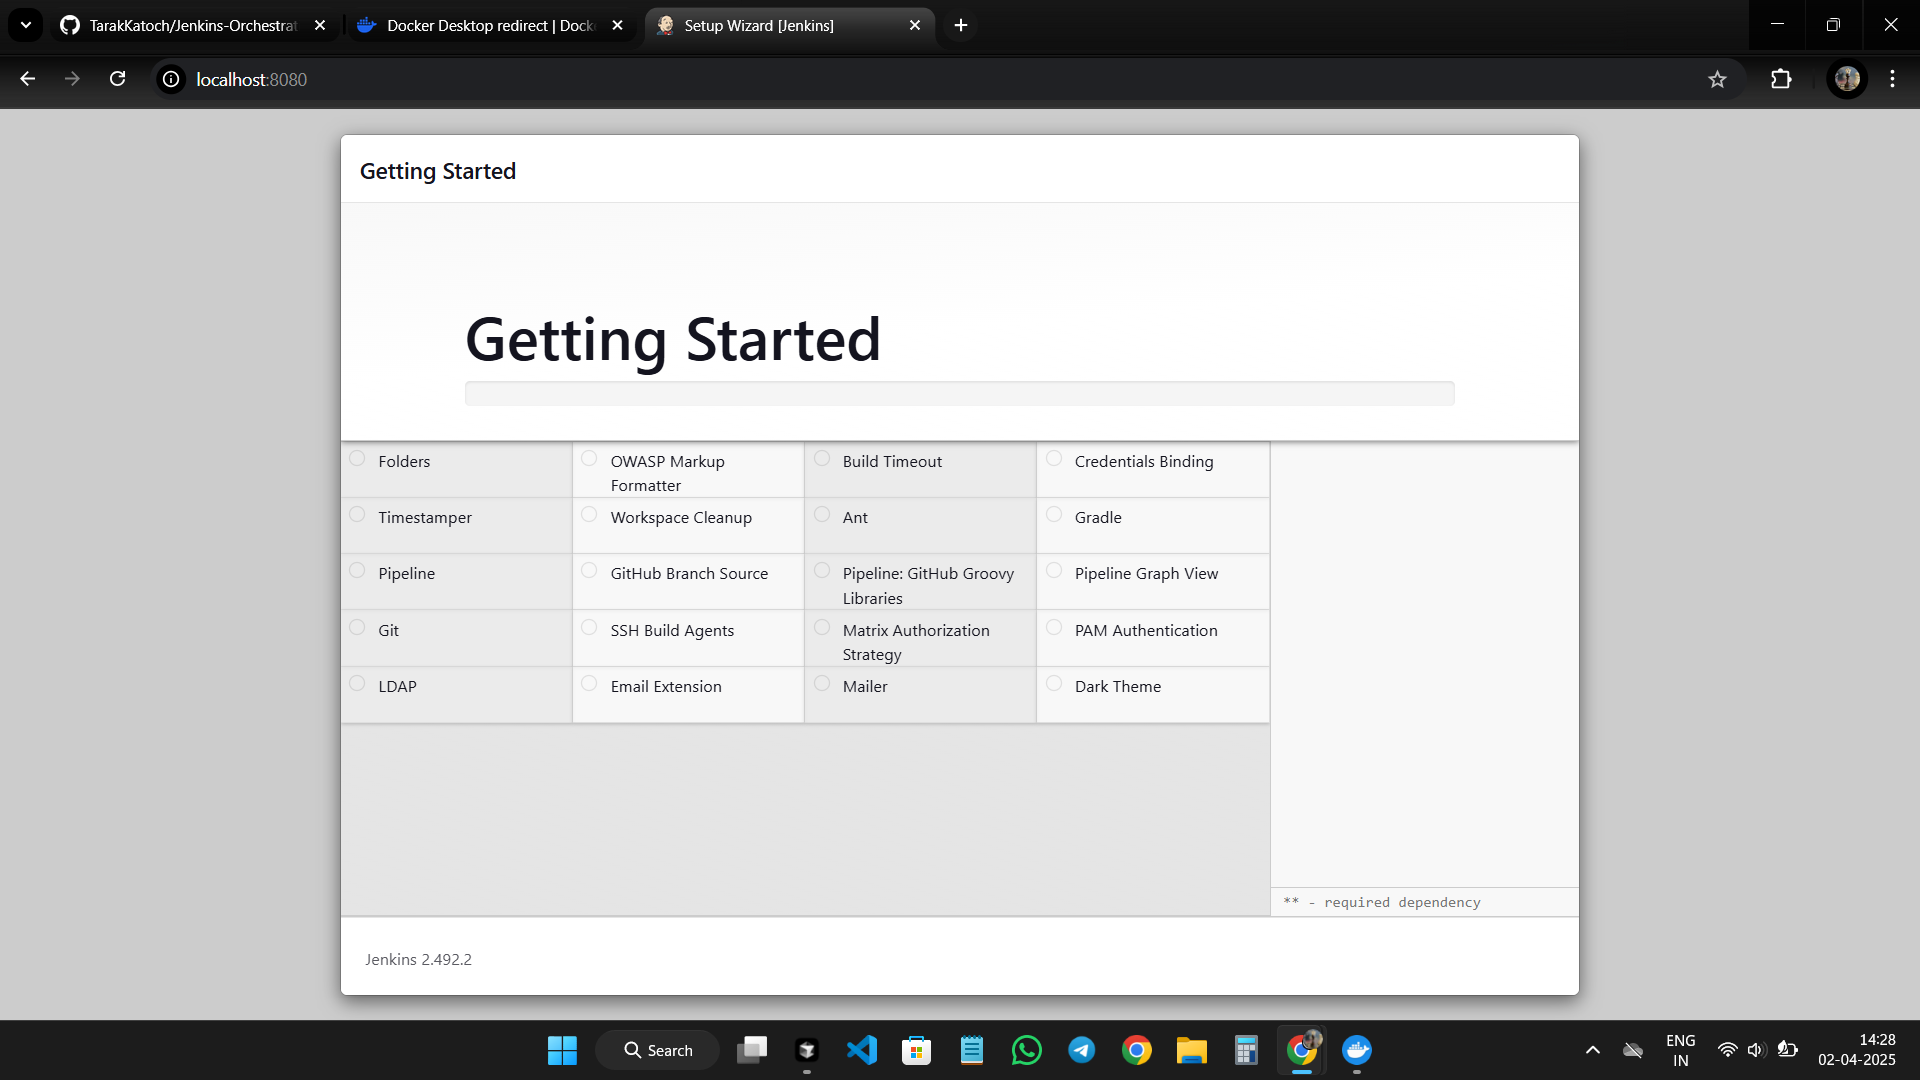 TarakKatoch/Jenkins-Orchestrat
Docker Desktop redirect | Dock
Setup Wizard [Jenkins]
localhost:8080
Getting Started
Getting Started
Folders
OWASP Markup
Formatter
Build Timeout
Credentials Binding
Timestamper
Workspace Cleanup
Ant
Gradle
Pipeline
GitHub Branch Source
Pipeline: GitHub Groovy
Libraries
Pipeline Graph View
Git
SSH Build Agents
Matrix Authorization
Strategy
PAM Authentication
LDAP
Email Extension
Mailer
Dark Theme
** - required dependency
Jenkins 2.492.2
Search
ENG
IN
14:28
02-04-2025